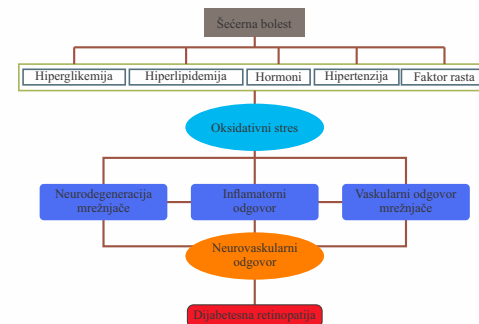 Šećerna bolest
Hiperglikemija
Hiperlipidemija
Hormoni
Hipertenzija
Faktor rasta
Oksidativni stres
Neurodegeneracija
mrežnjače
Inflamatorni
odgovor
Vaskularni odgovor
mrežnjače
Neurovaskularni
odgovor
Dijabetesna retinopatija